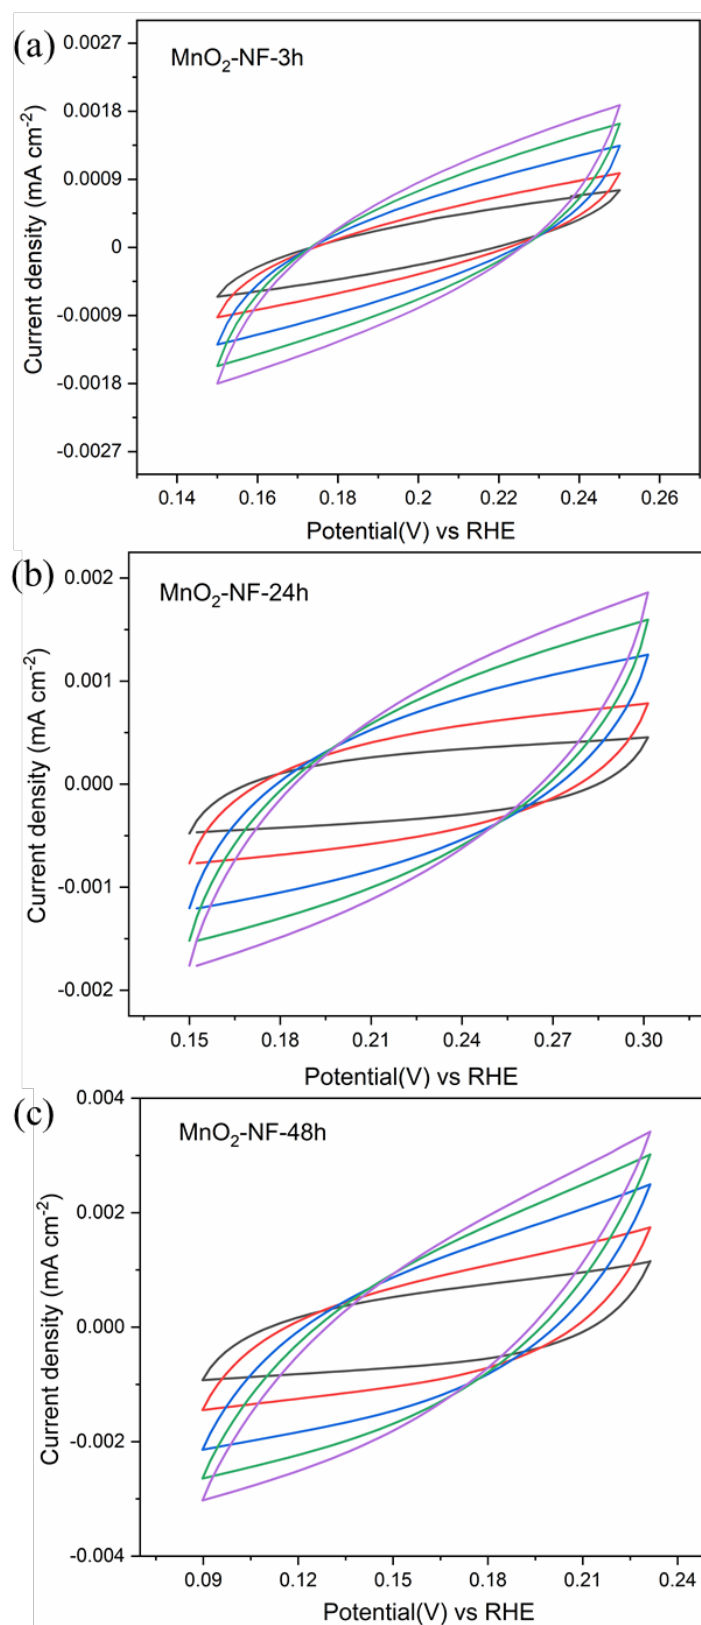 (a)
MnO₂-NF-3h
Current density (mA cm⁻²)
0.0027
0.0018
0.0009
0
-0.0009
-0.0018
-0.0027
0.14 0.16 0.18 0.2 0.22 0.24 0.26
Potential(V) vs RHE
(b)
MnO₂-NF-24h
Current density (mA cm⁻²)
0.002
0.001
0.000
-0.001
-0.002
0.15 0.18 0.21 0.24 0.27 0.30
Potential(V) vs RHE
(c)
MnO₂-NF-48h
Current density (mA cm⁻²)
0.004
0.002
0.000
-0.002
-0.004
0.09 0.12 0.15 0.18 0.21 0.24
Potential(V) vs RHE